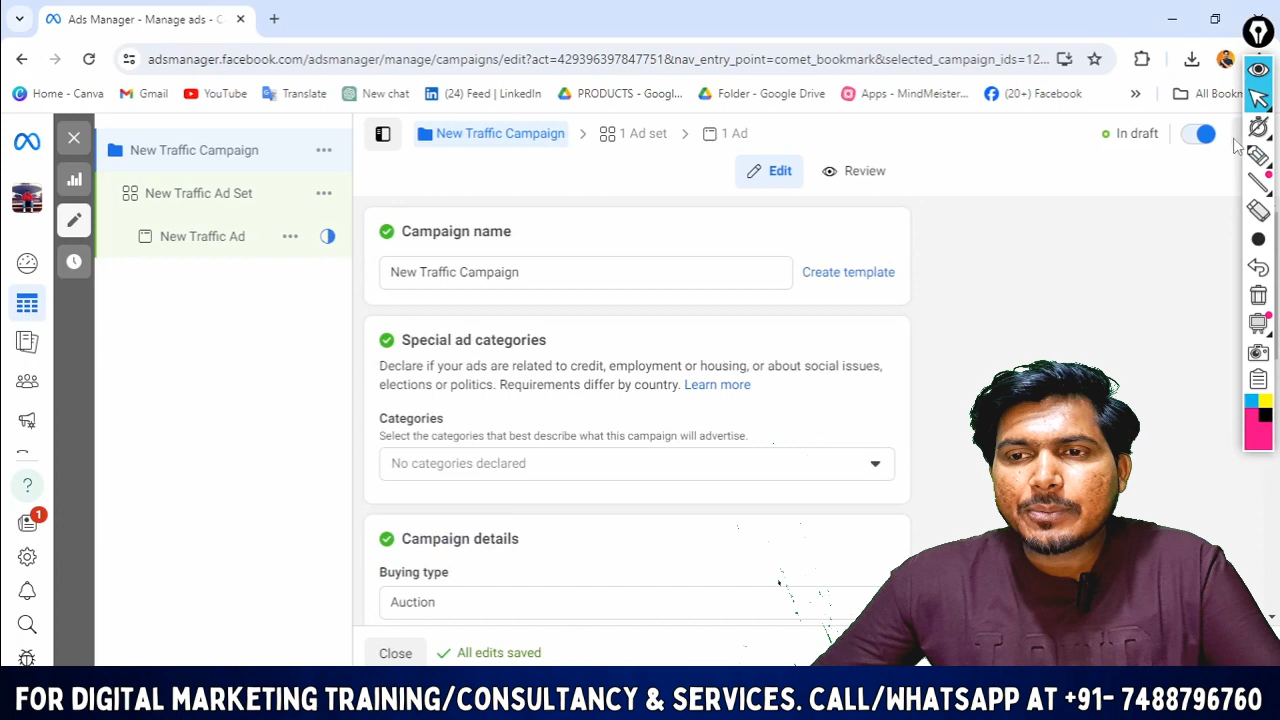 Ads Manager - Manage ads - C
adsmanager.facebook.com/adsmanager/manage/campaigns/edit?act=429396397847751&nav_entry_point=comet_bookmark&selected_campaign_ids=12...
Home - Canva
Gmail
YouTube
Translate
New chat
(24) Feed | LinkedIn
PRODUCTS - Googl...
Folder - Google Drive
Apps - MindMeister...
(20+) Facebook
All Bookm
New Traffic Campaign
1 Ad set
1 Ad
In draft
Edit
Review
New Traffic Campaign
New Traffic Ad Set
New Traffic Ad
Campaign name
New Traffic Campaign
Create template
Special ad categories
Declare if your ads are related to credit, employment or housing, or about social issues,
elections or politics. Requirements differ by country. Learn more
Categories
Select the categories that best describe what this campaign will advertise.
No categories declared
Campaign details
Buying type
Auction
Close
All edits saved
1
FOR DIGITAL MARKETING TRAINING/CONSULTANCY & SERVICES. CALL/WHATSAPP AT +91- 7488796760